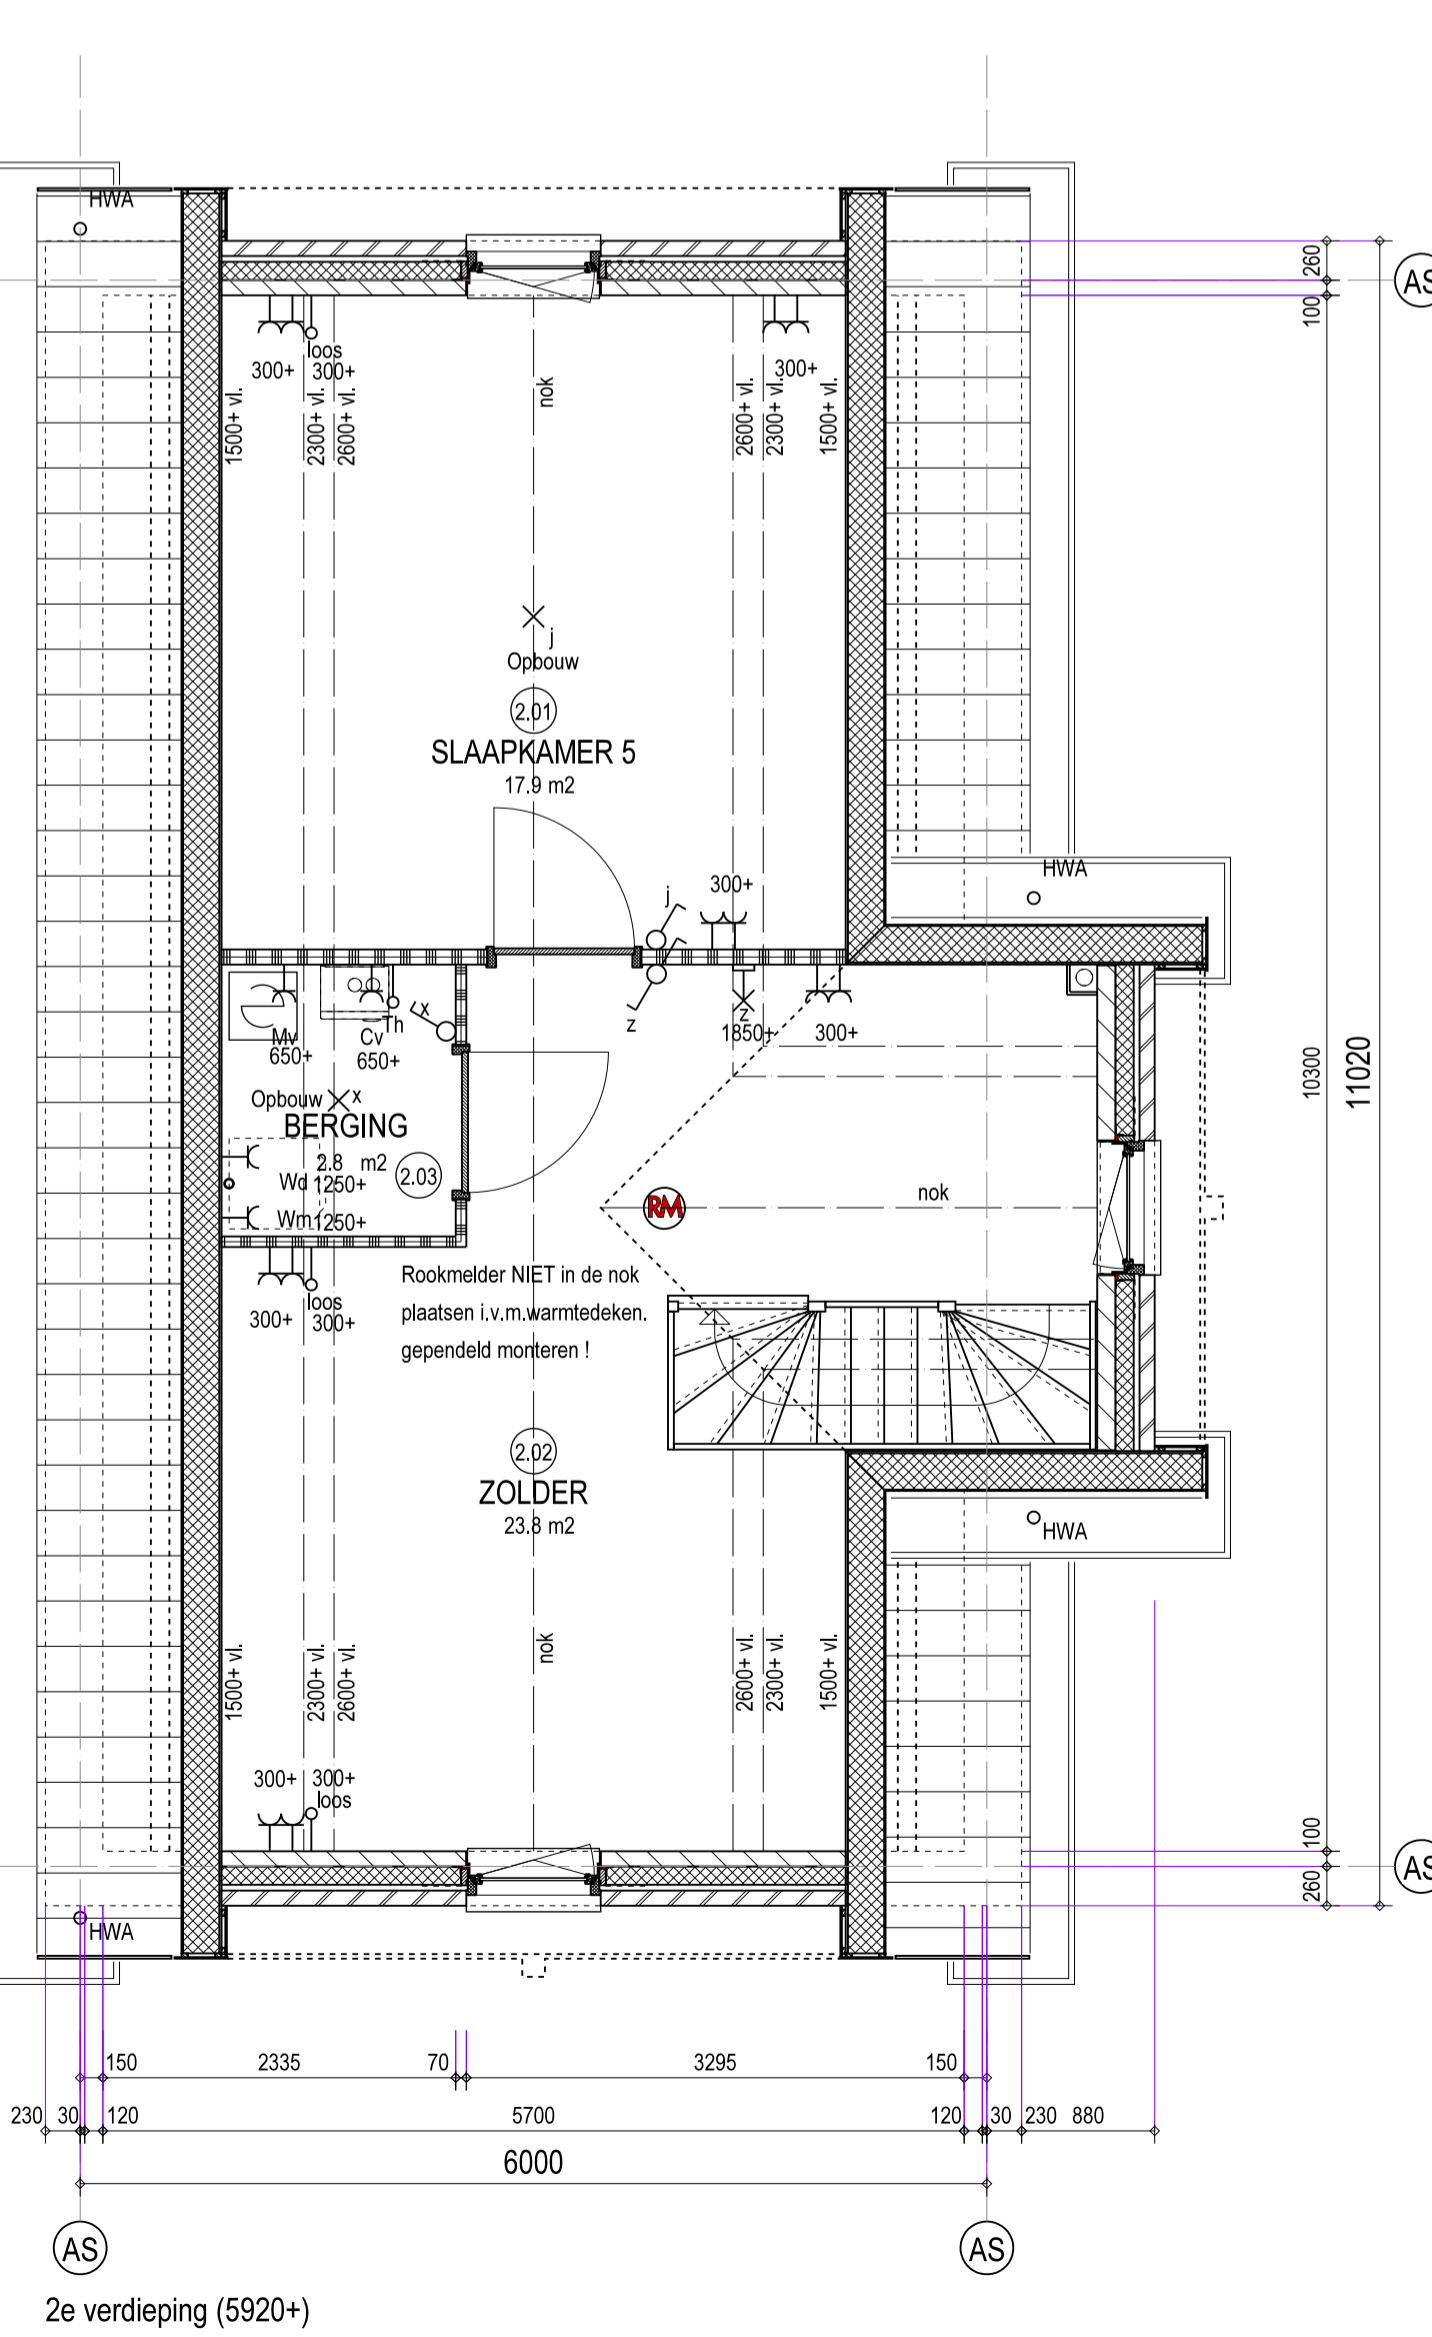 HWA
260
AS
100
loos
300+
300+
300+
1500+ vl.
2300+ vl.
2600+ vl.
nok
2600+ vl.
2300+ vl.
1500+ vl.
j
Opbouw
2.01
SLAAPKAMER 5
17.9 m2
HWA
300+
j
z
x
Th
Mv
650+
Cv
650+
z
1850+
300+
10300
11020
Opbouw
x
BERGING
2.8 m2
2.03
Wd 1250+
Wm 1250+
RM
nok
Rookmelder NIET in de nok
plaatsen i.v.m.warmtedeken.
gependeld monteren !
loos
300+
300+
2.02
ZOLDER
23.8 m2
HWA
1500+ vl.
2300+ vl.
2600+ vl.
nok
2600+ vl.
2300+ vl.
1500+ vl.
300+
300+
loos
100
AS
260
HWA
150
2335
70
3295
150
230
30
120
5700
120
30
230
880
6000
AS
AS
2e verdieping (5920+)